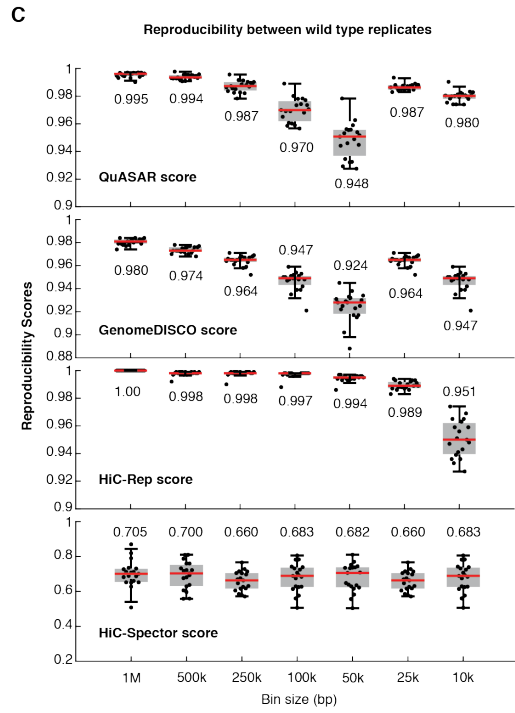 C
Reproducibility between wild type replicates
Reproducibility Scores
1
0.98
0.96
0.94
0.92
0.9
0.995 0.994 0.987 0.970 0.948 0.987 0.980
QuASAR score
1
0.98
0.96
0.94
0.92
0.9
0.88
0.980 0.974 0.964 0.947 0.924 0.964 0.947
GenomeDISCO score
1
0.98
0.96
0.94
0.92
0.9
1.00 0.998 0.998 0.997 0.994 0.989 0.951
HiC-Rep score
1
0.8
0.6
0.4
0.2
0.705 0.700 0.660 0.683 0.682 0.660 0.683
HiC-Spector score
1M 500k 250k 100k 50k 25k 10k
Bin size (bp)